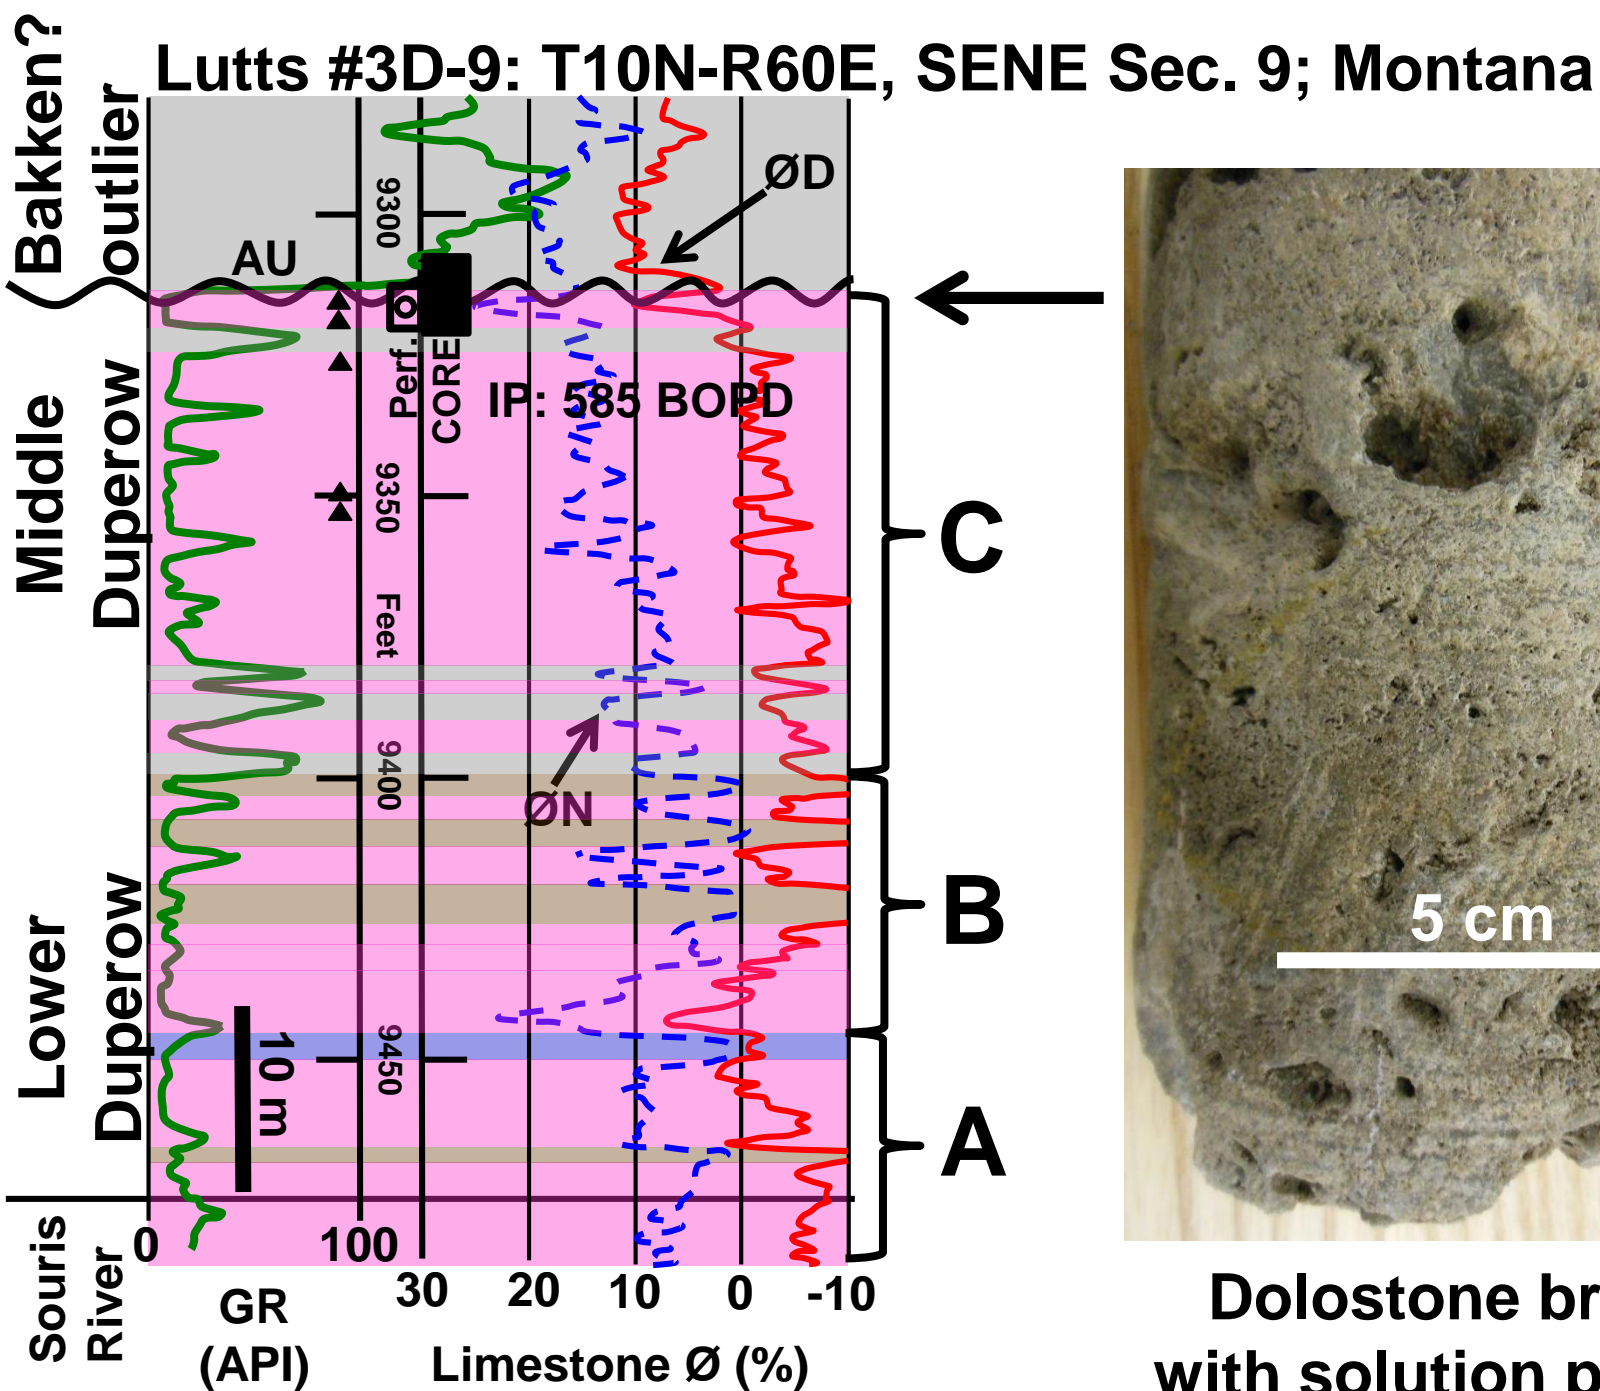 Lutts #3D-9: T10N-R60E, SENE Sec. 9; Montana
Bakken?
outlier
Middle
Duperow
Lower
Duperow
Souris
River
AU
ØD
9300
Perf.
CORE
IP: 585 BOPD
9350
Feet
9400
ØN
9450
10 m
C
B
A
0 100
30 20 10 0 -10
GR
(API)
Limestone Ø (%)
5 cm
Dolostone
with solution